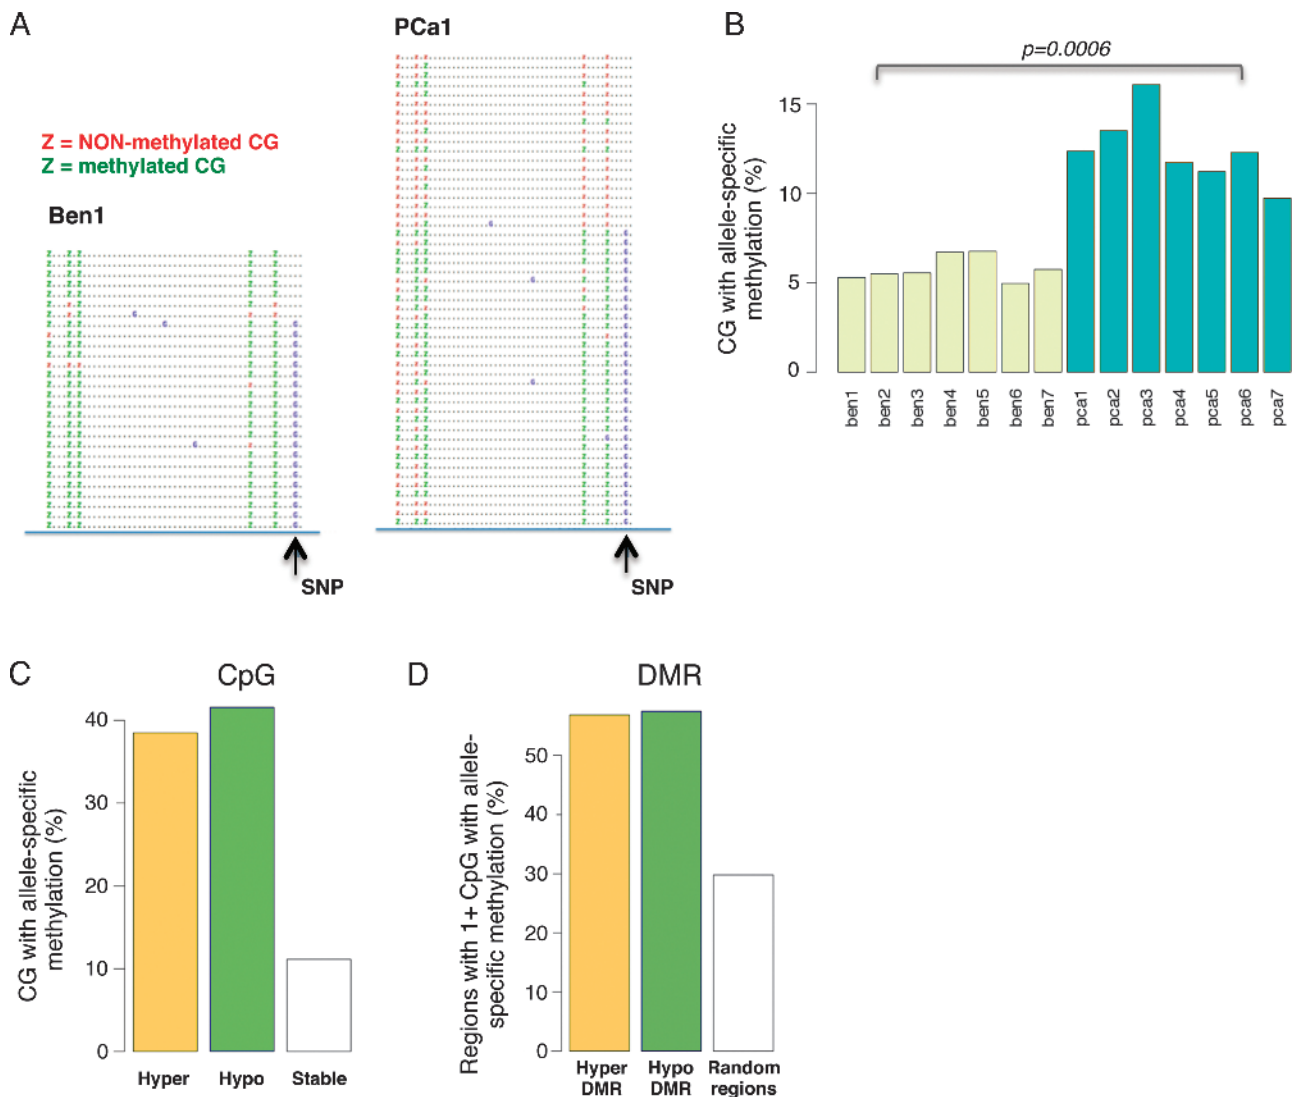 A
PCa1
Z = NON-methylated CG
Z = methylated CG
Ben1
SNP
SNP
B
p=0.0006
CG with allele-specific
methylation (%)
15
10
5
0
ben1
ben2
ben3
ben4
ben5
ben6
ben7
pca1
pca2
pca3
pca4
pca5
pca6
pca7
C
CpG
CG with allele-specific
methylation (%)
40
30
20
10
0
Hyper
Hypo
Stable
D
DMR
Regions with 1+ CpG with allele-
specific methylation (%)
50
40
30
20
10
0
Hyper
DMR
Hypo
DMR
Random
regions